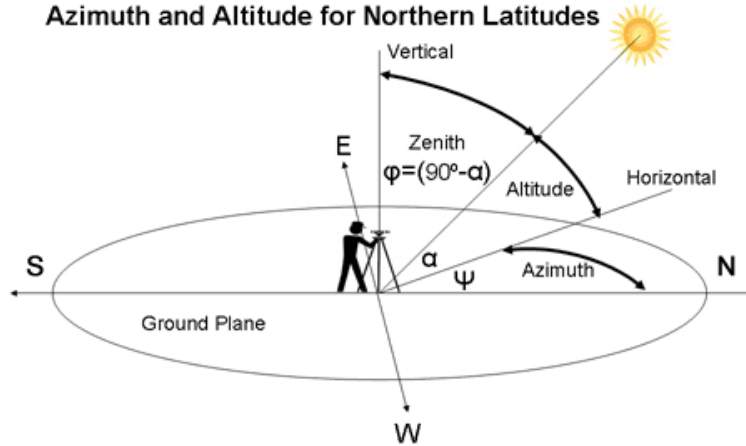 Azimuth and Altitude for Northern Latitudes
Vertical
E
Zenith
φ=(90º-α)
Altitude
Horizontal
S
α
Ψ
Azimuth
N
Ground Plane
W